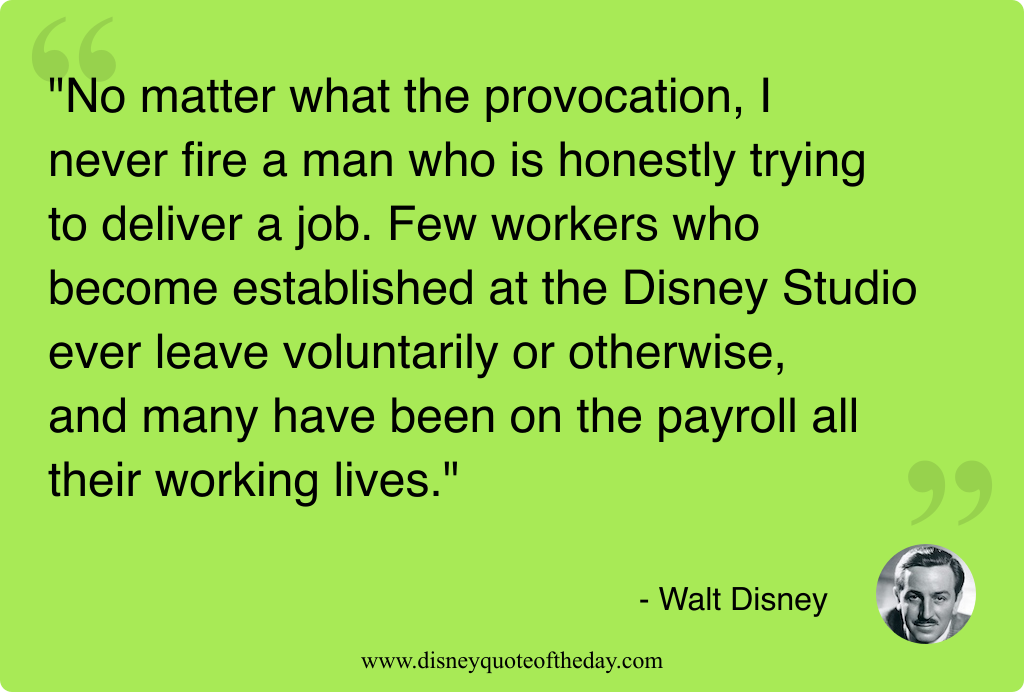 "No matter what the provocation, I
never fire a man who is honestly trying
to deliver a job. Few workers who
become established at the Disney Studio
ever leave voluntarily or otherwise,
and many have been on the payroll all
their working lives."
- Walt Disney
www.disneyquoteoftheday.com